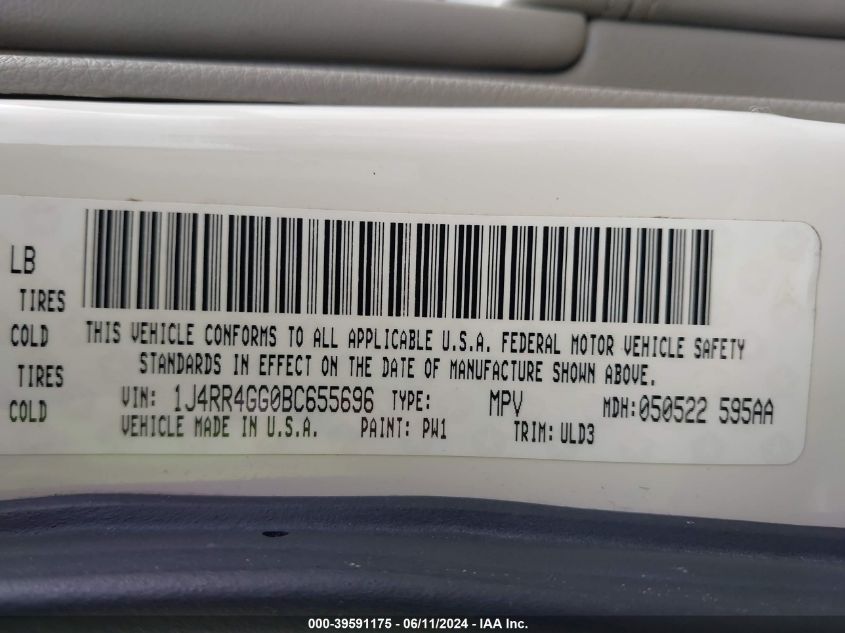 LB
TIRES
COLD
TIRES
COLD
THIS VEHICLE CONFORMS TO ALL APPLICABLE U.S.A. FEDERAL MOTOR VEHICLE SAFETY
STANDARDS IN EFFECT ON THE DATE OF MANUFACTURE SHOWN ABOVE.
VIN: 1J4RR4GG0BC655696 TYPE: MPV MDH:050522 595AA
VEHICLE MADE IN U.S.A. PAINT: PW1 TRIM: ULD3
000-39591175 - 06/11/2024 - IAA Inc.